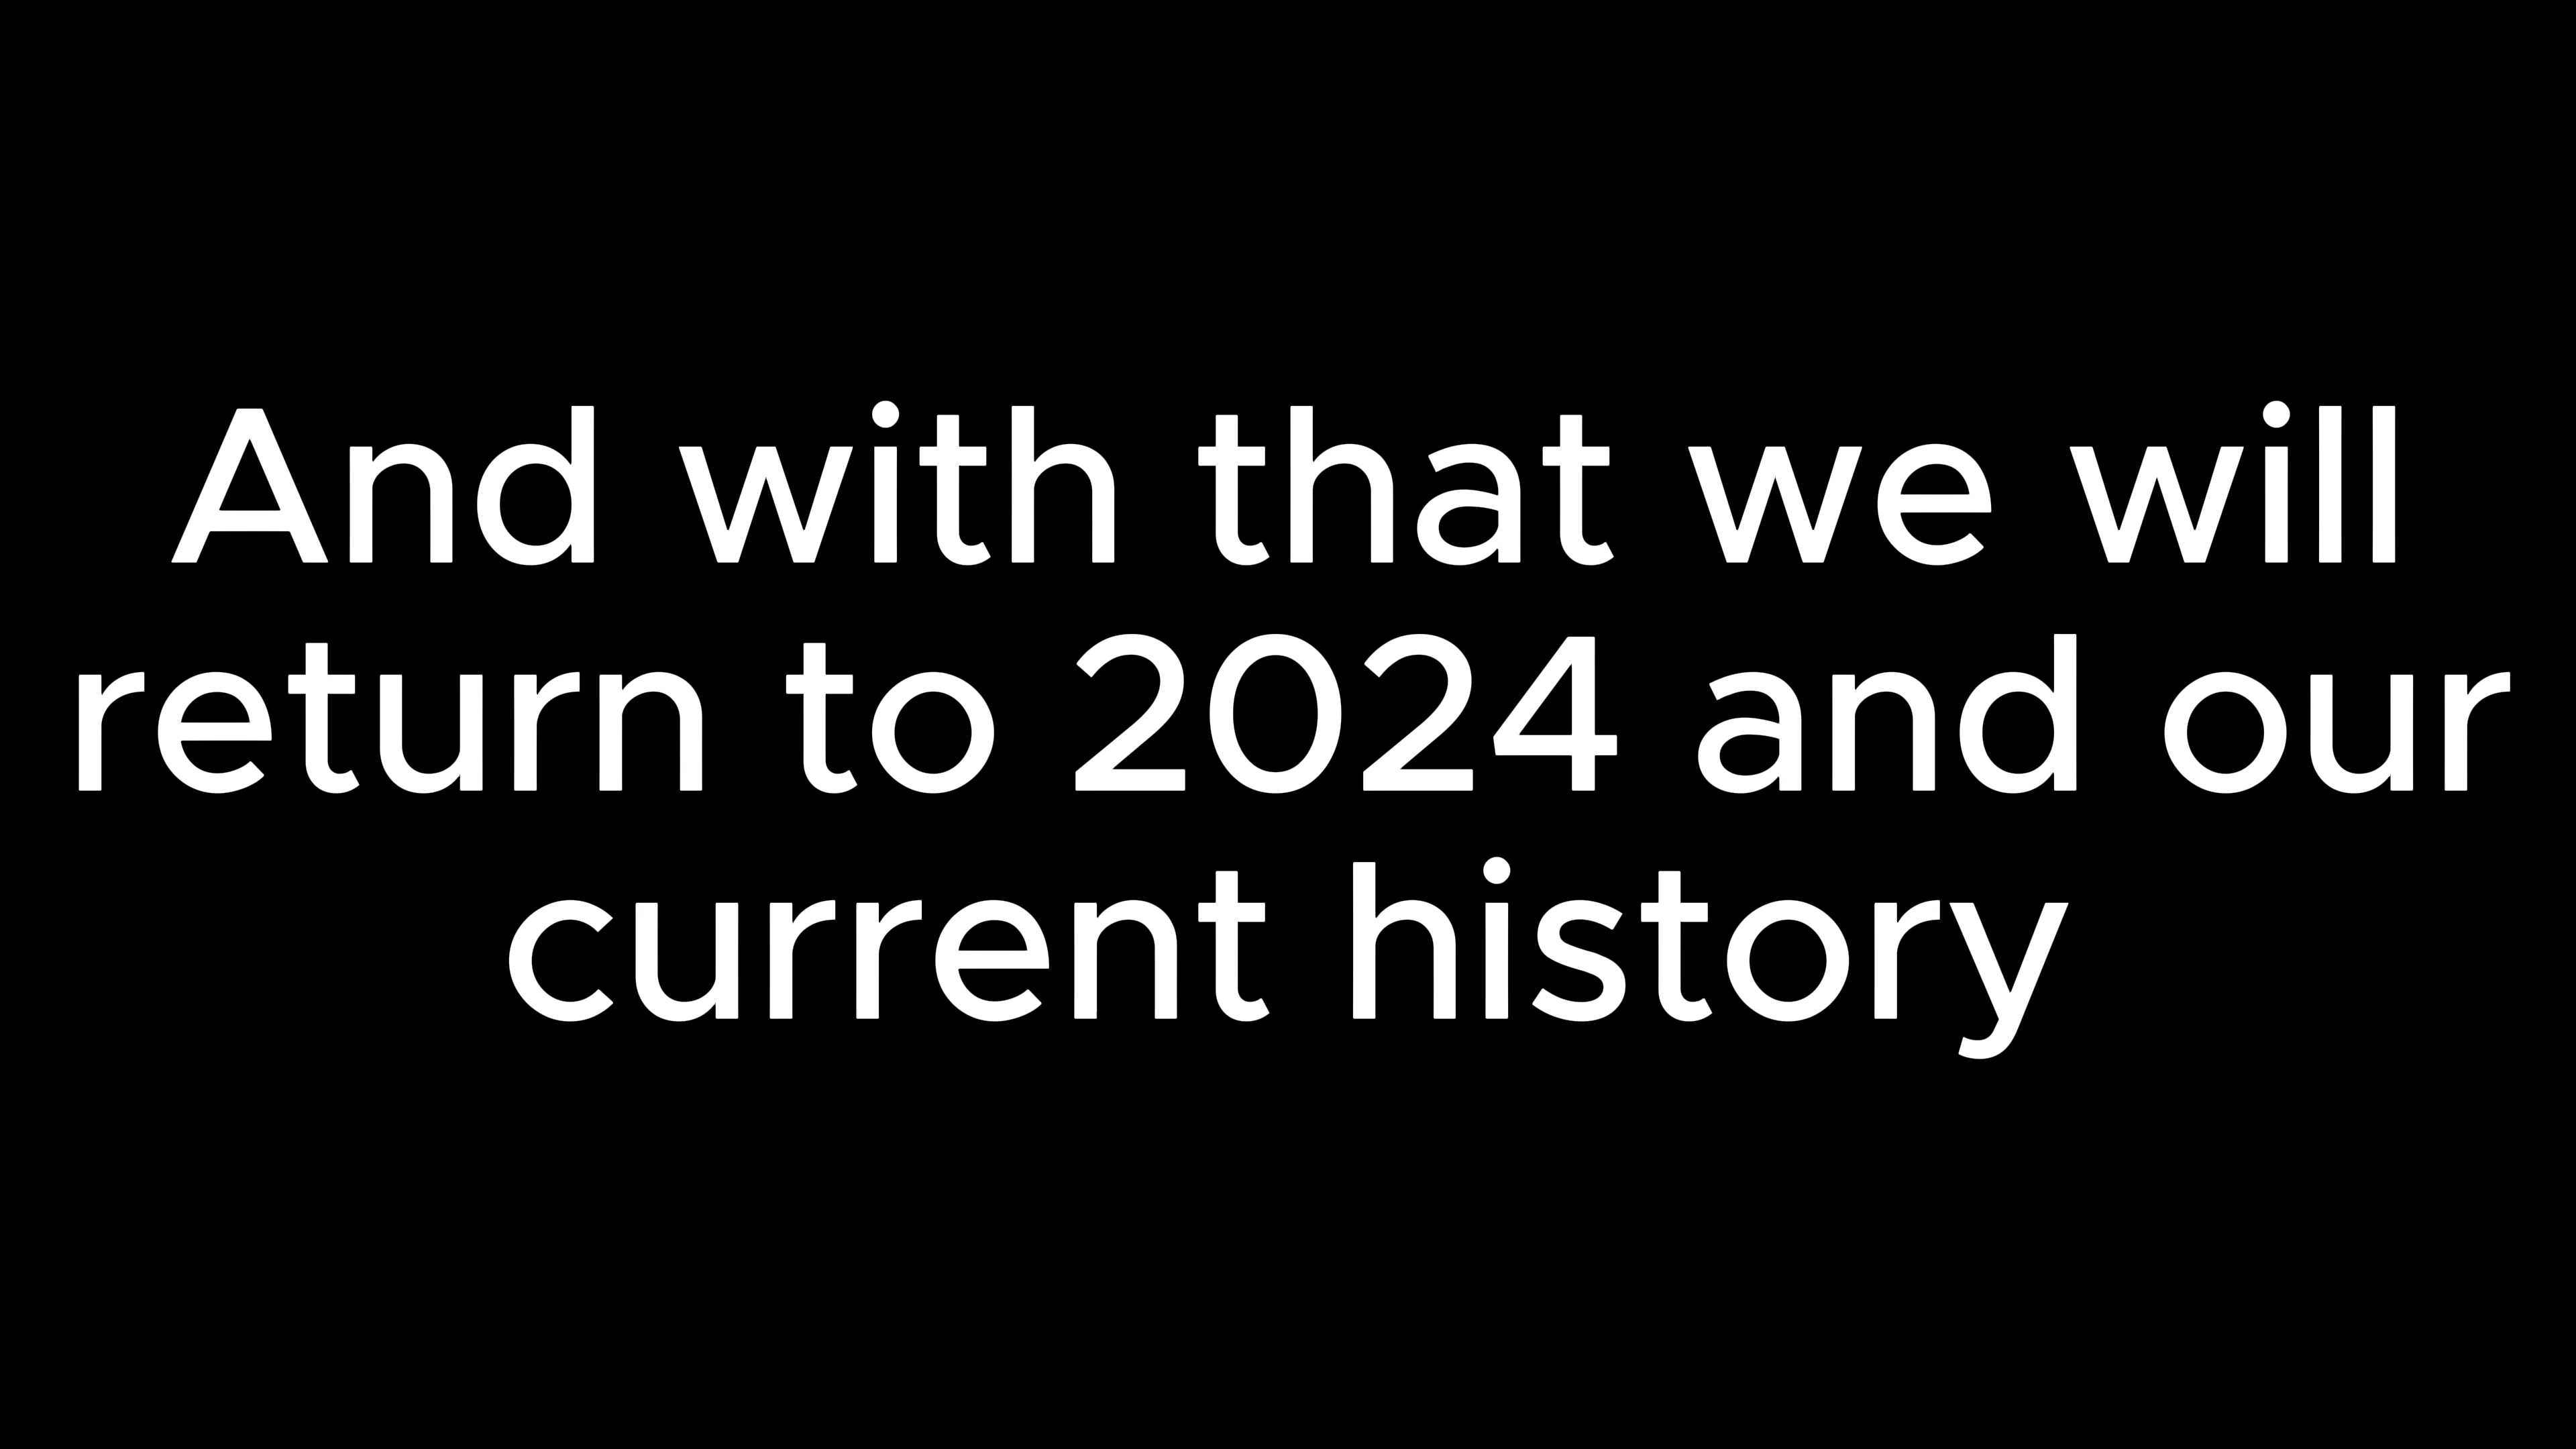 And with that we will
return to 2024 and our
current history